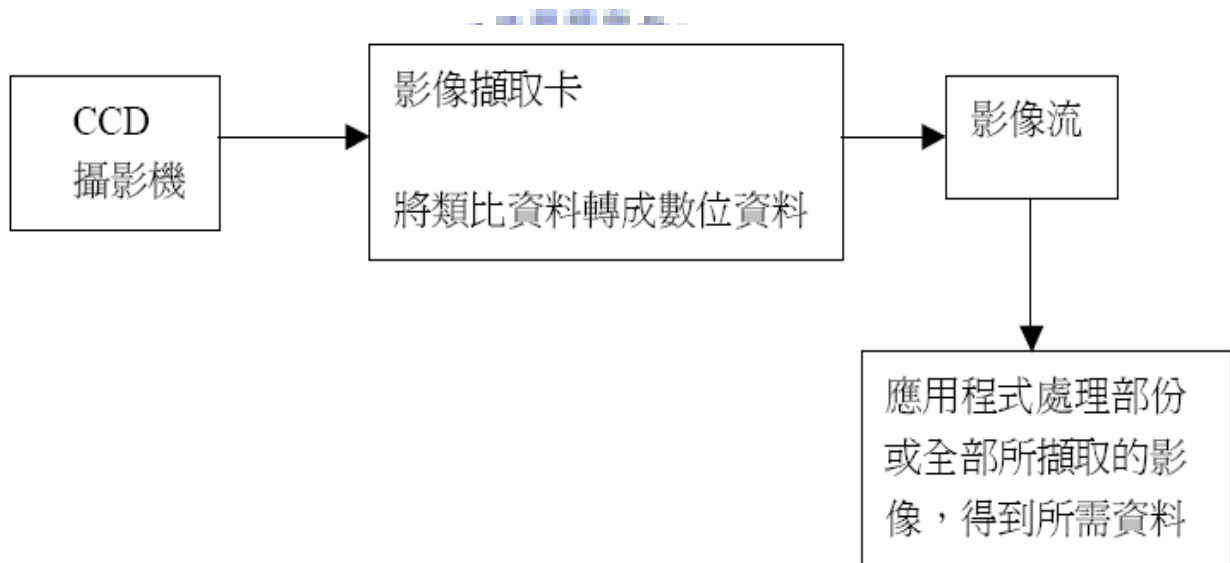 CCD
攝影機
影像擷取卡
將類比資料轉成數位資料
影像流
應用程式處理部份
或全部所擷取的影
像，得到所需資料